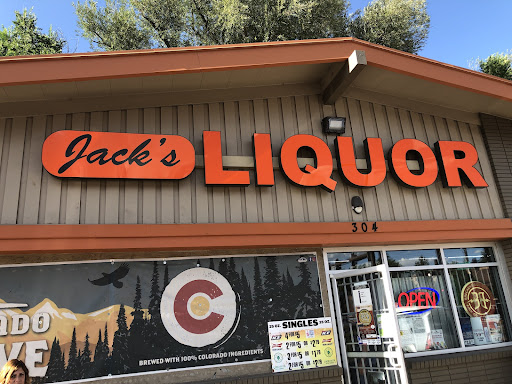 Jack's LIQUOR
304
ADO
VE
C
BREWED WITH 100% COLORADO INGREDIENTS
SINGLES
OPEN